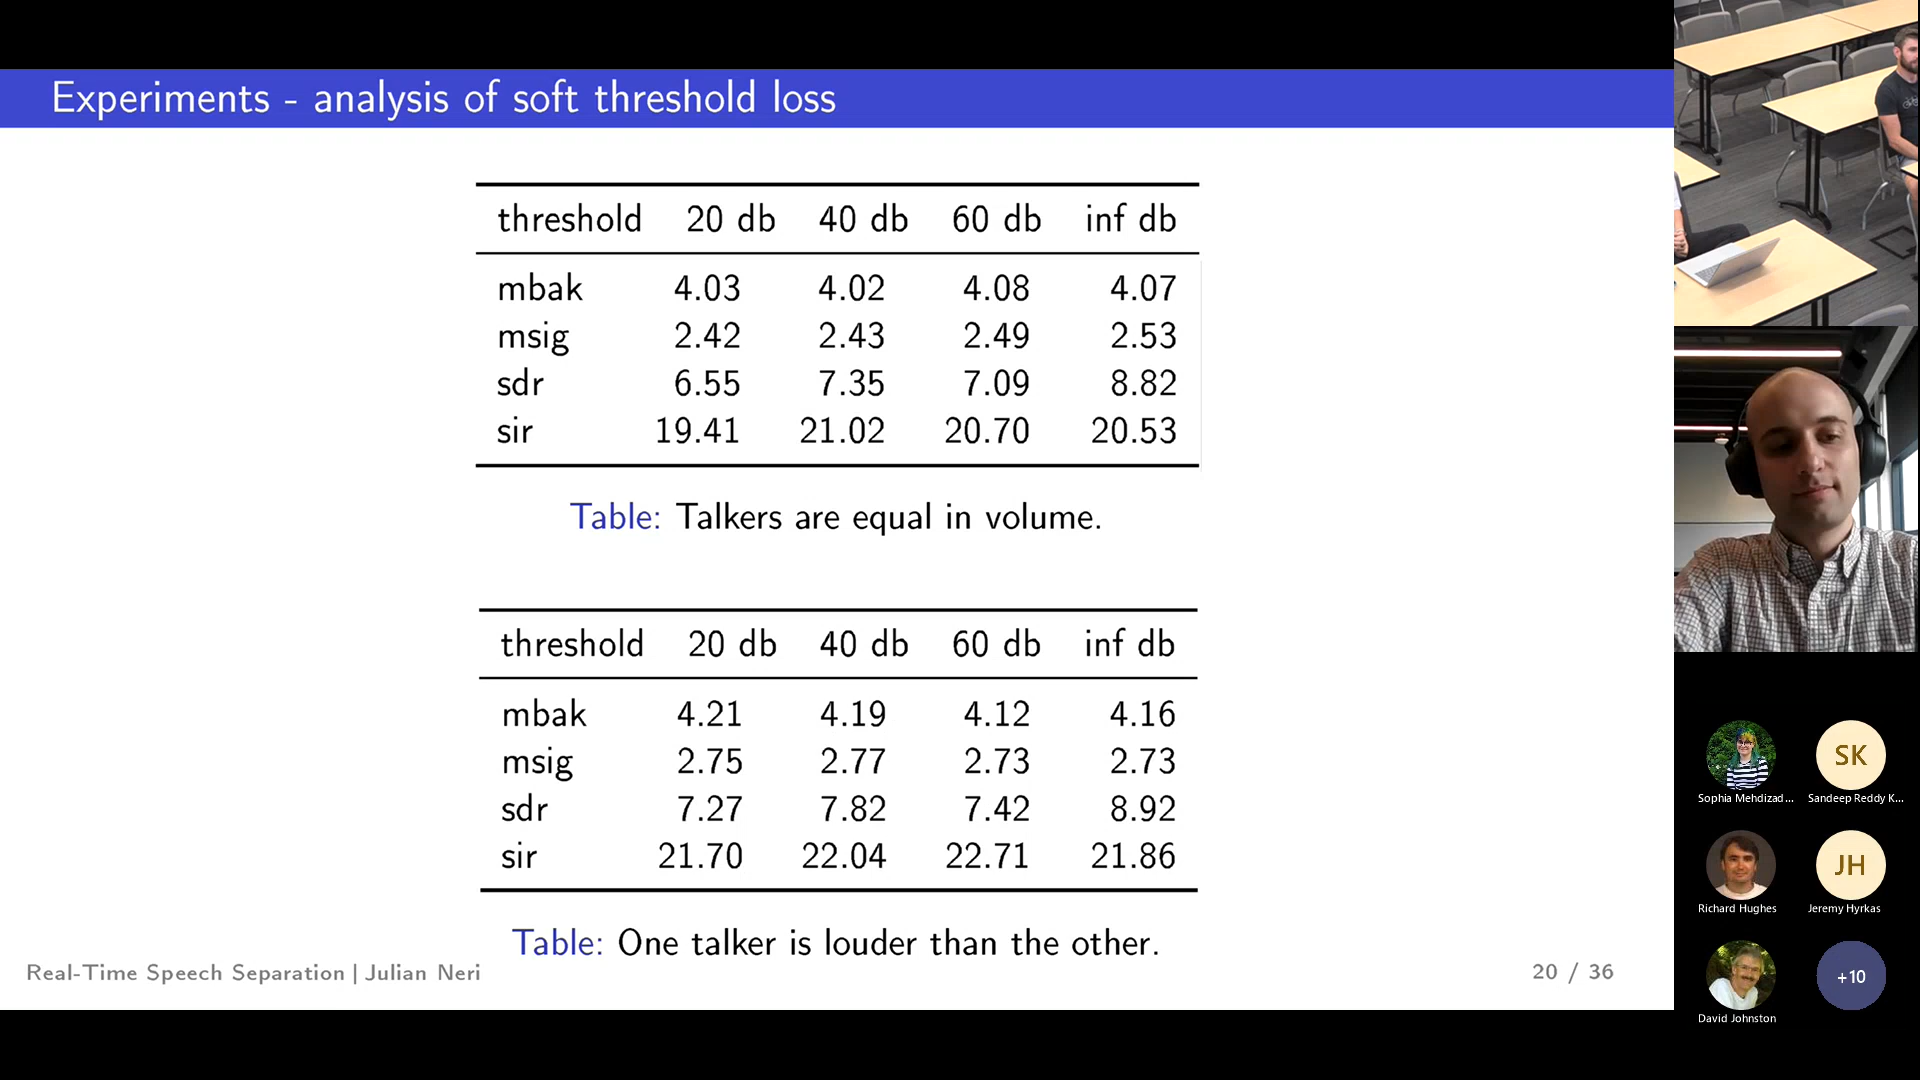 Experiments - analysis of soft threshold loss
threshold 20 db 40 db 60 db inf db
mbak 4.03 4.02 4.08 4.07
msig 2.42 2.43 2.49 2.53
sdr 6.55 7.35 7.09 8.82
sir 19.41 21.02 20.70 20.53
Table: Talkers are equal in volume.
threshold 20 db 40 db 60 db inf db
mbak 4.21 4.19 4.12 4.16
msig 2.75 2.77 2.73 2.73
sdr 7.27 7.82 7.42 8.92
sir 21.70 22.04 22.71 21.86
Table: One talker is louder than the other.
Real-Time Speech Separation | Julian Neri
20 / 36
SK
Sophia Mehdizad...
Sandeep Reddy K...
JH
Richard Hughes
Jeremy Hyrkas
+10
David Johnston